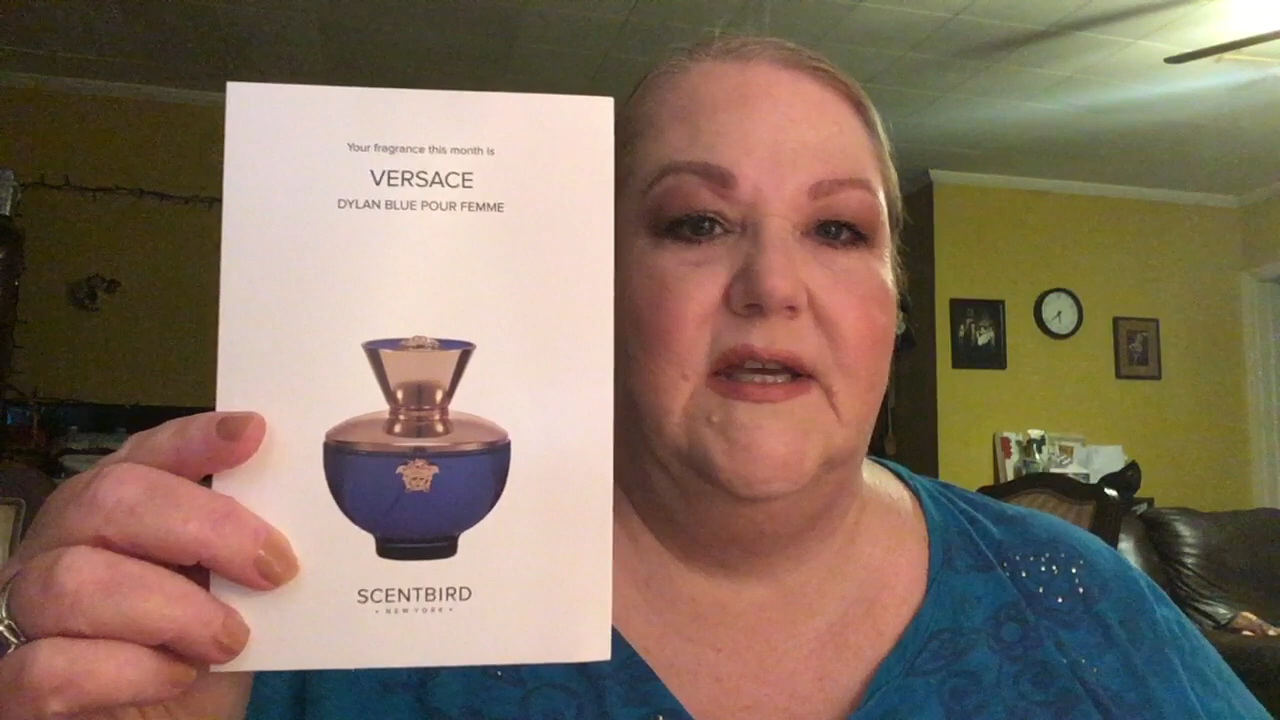 Your fragrance this month is
VERSACE
DYLAN BLUE POUR FEMME
SCENTBIRD
• NEW YORK •